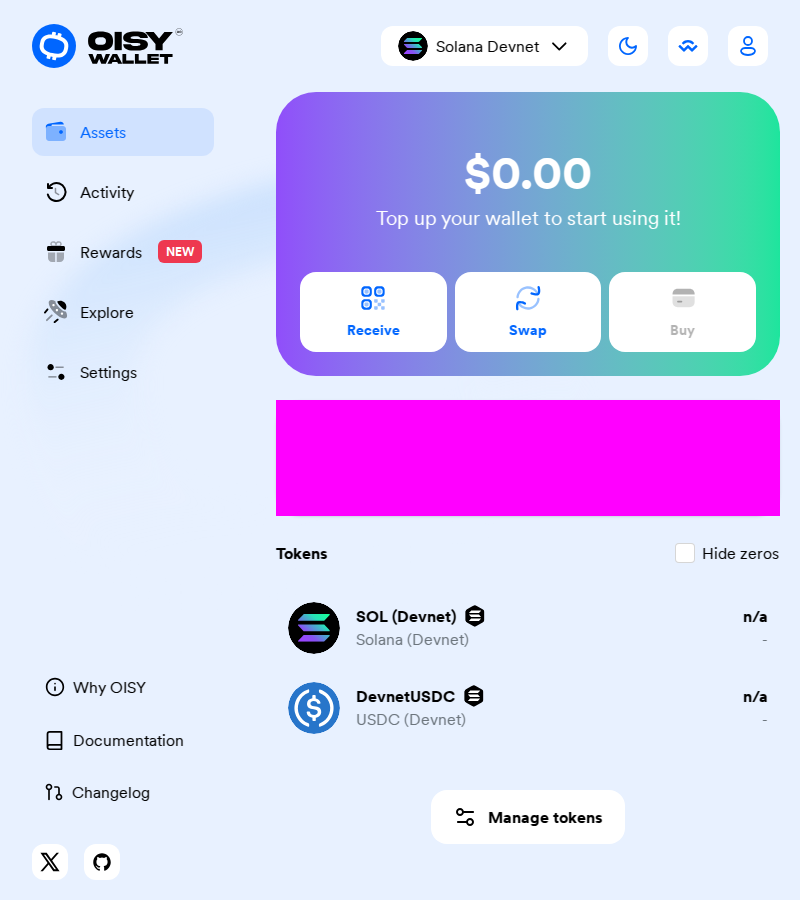 OISY
WALLET
Solana Devnet
Assets
Activity
Rewards NEW
Explore
Settings
$0.00
Top up your wallet to start using it!
Receive
Swap
Buy
Tokens
Hide zeros
SOL (Devnet)
n/a
Solana (Devnet)
-
DevnetUSDC
n/a
USDC (Devnet)
-
Manage tokens
Why OISY
Documentation
Changelog